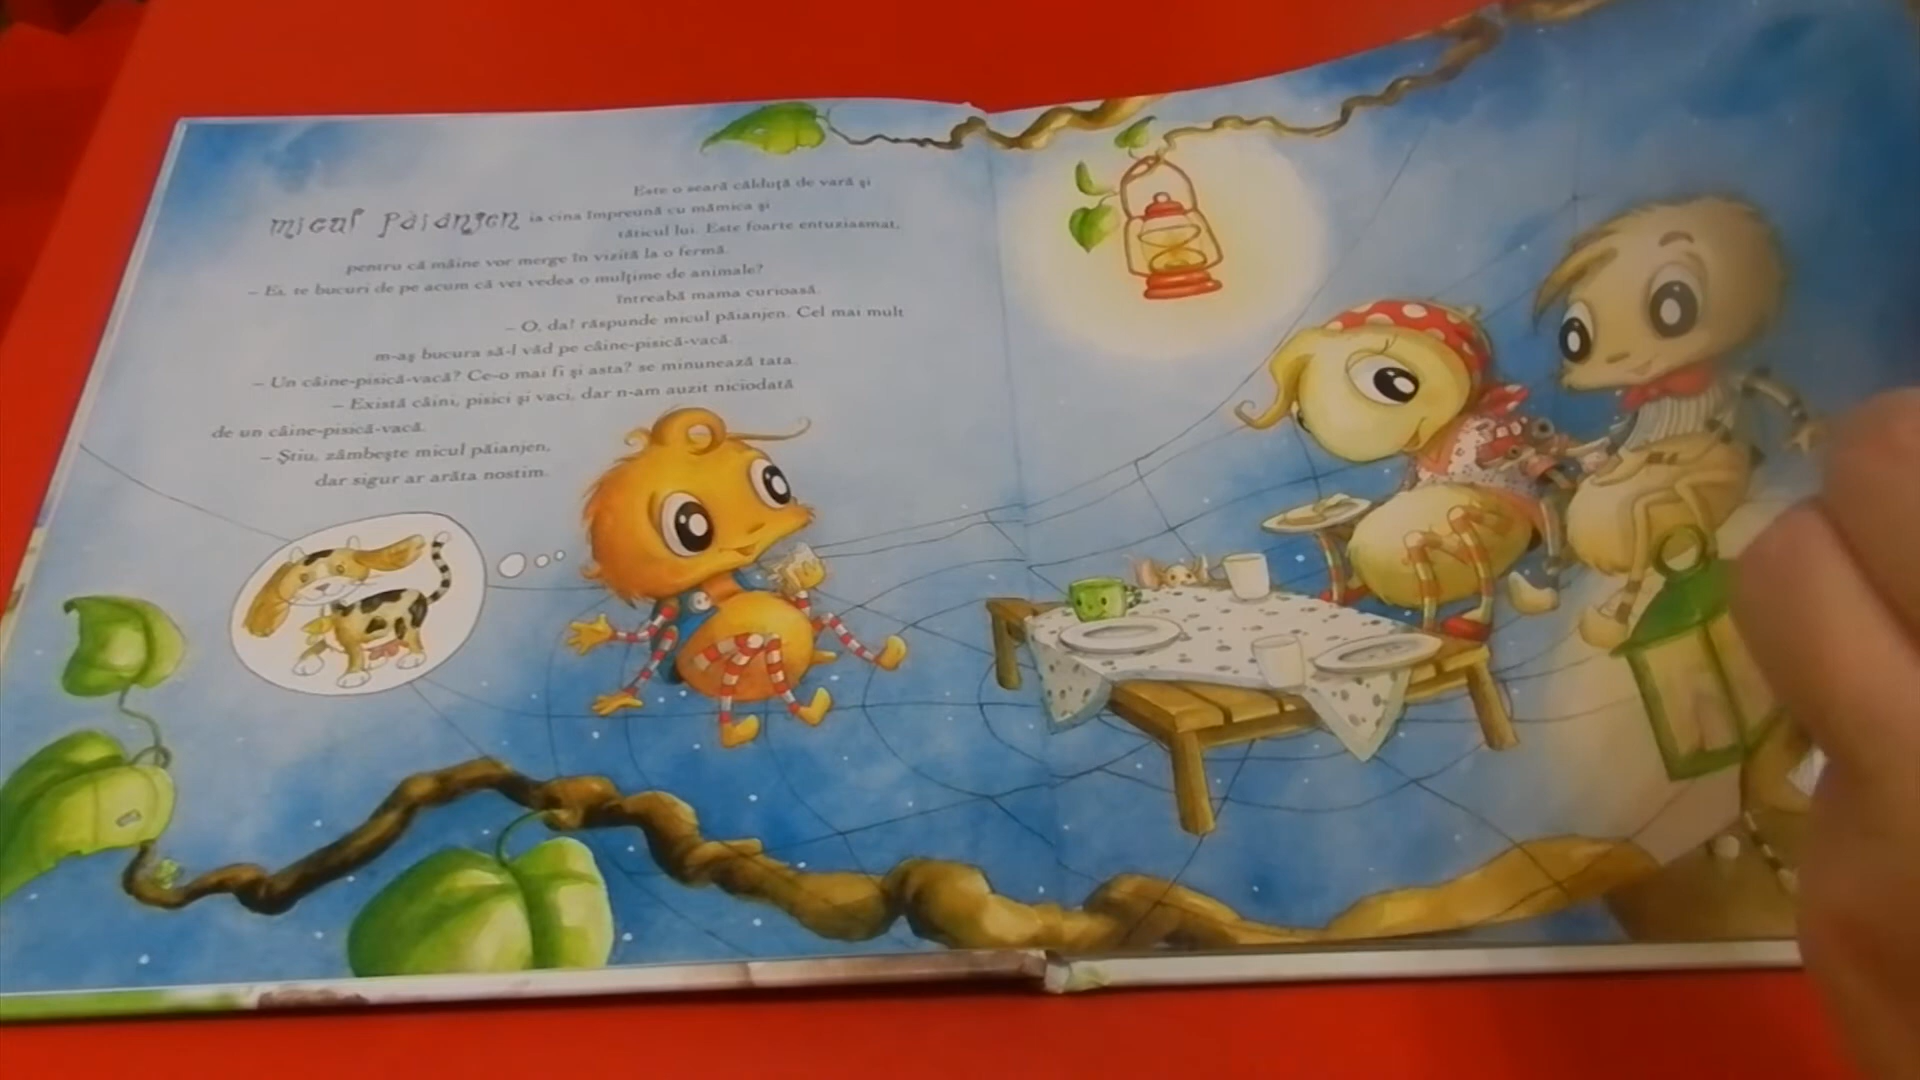 Este o seară călduță de vară și
micul păianjen ia cina împreună cu mămica și
tăticul lui. Este foarte entuziasmat,
pentru că mâine vor merge în vizită la o fermă.
– Ei, te bucuri de pe acum că vei vedea o mulțime de animale?
întreabă mama curioasă.
– O, da! răspunde micul păianjen. Cel mai mult
m-aș bucura să-l văd pe câine-pisică-vacă.
– Un câine-pisică-vacă? Ce-o mai fi și asta? se minunează tata.
– Există câini, pisici și vaci, dar n-am auzit niciodată
de un câine-pisică-vacă.
– Știu, zâmbește micul păianjen,
dar sigur ar arăta nostim.